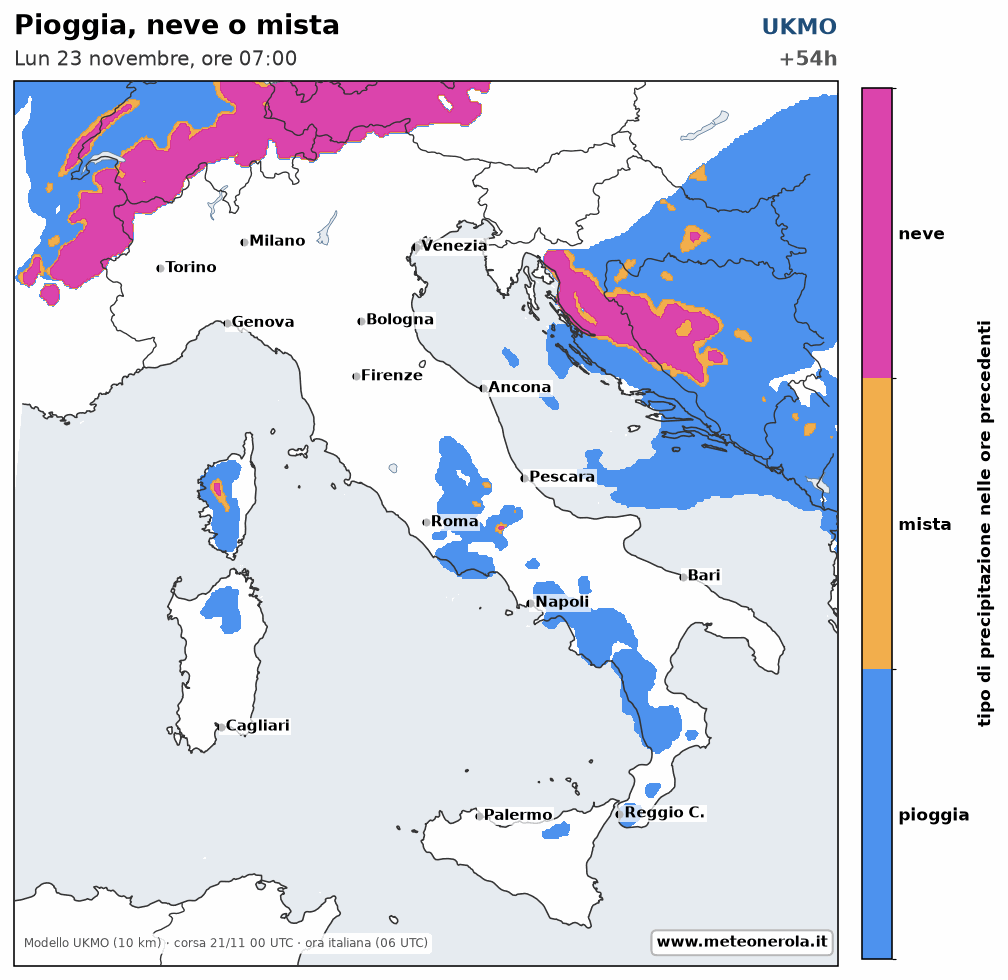 Pioggia, neve o mista
UKMO
Lun 23 novembre, ore 07:00
+54h
neve
Milano
Venezia
Torino
Genova
Bologna
Firenze
Ancona
Pescara
mista
Roma
tipo di precipitazione nelle ore precedenti
Bari
Napoli
Cagliari
Palermo
Reggio C.
pioggia
Modello UKMO (10 km) · corsa 21/11 00 UTC · ora italiana (06 UTC)
www.meteonerola.it